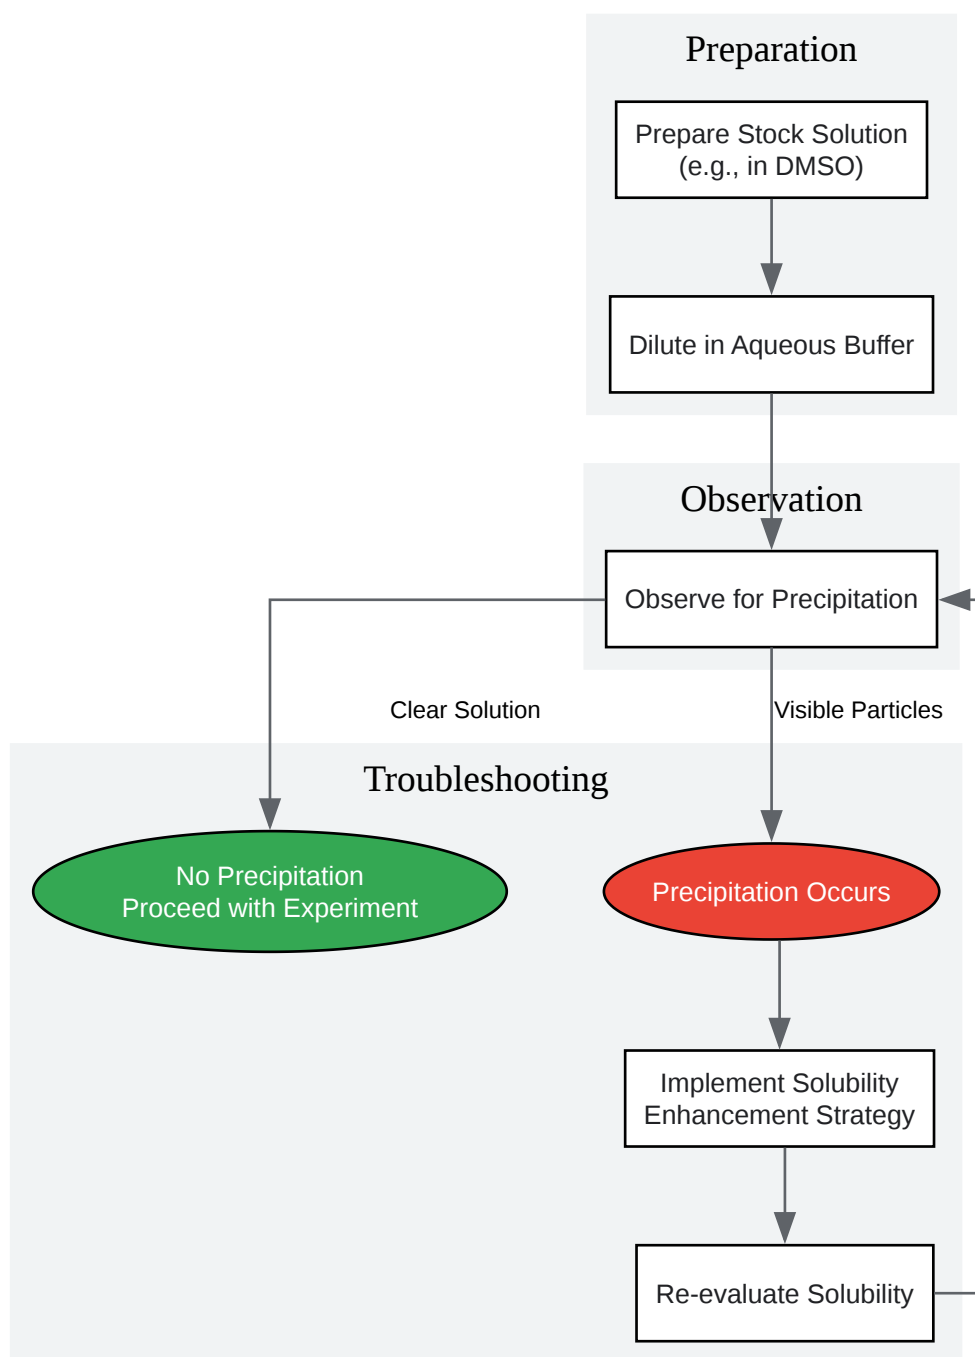 Preparation
Prepare Stock Solution
(e.g., in DMSO)
Dilute in Aqueous Buffer
Observation
Observe for Precipitation
Clear Solution
Visible Particles
Troubleshooting
No Precipitation
Proceed with Experiment
Precipitation Occurs
Implement Solubility
Enhancement Strategy
Re-evaluate Solubility